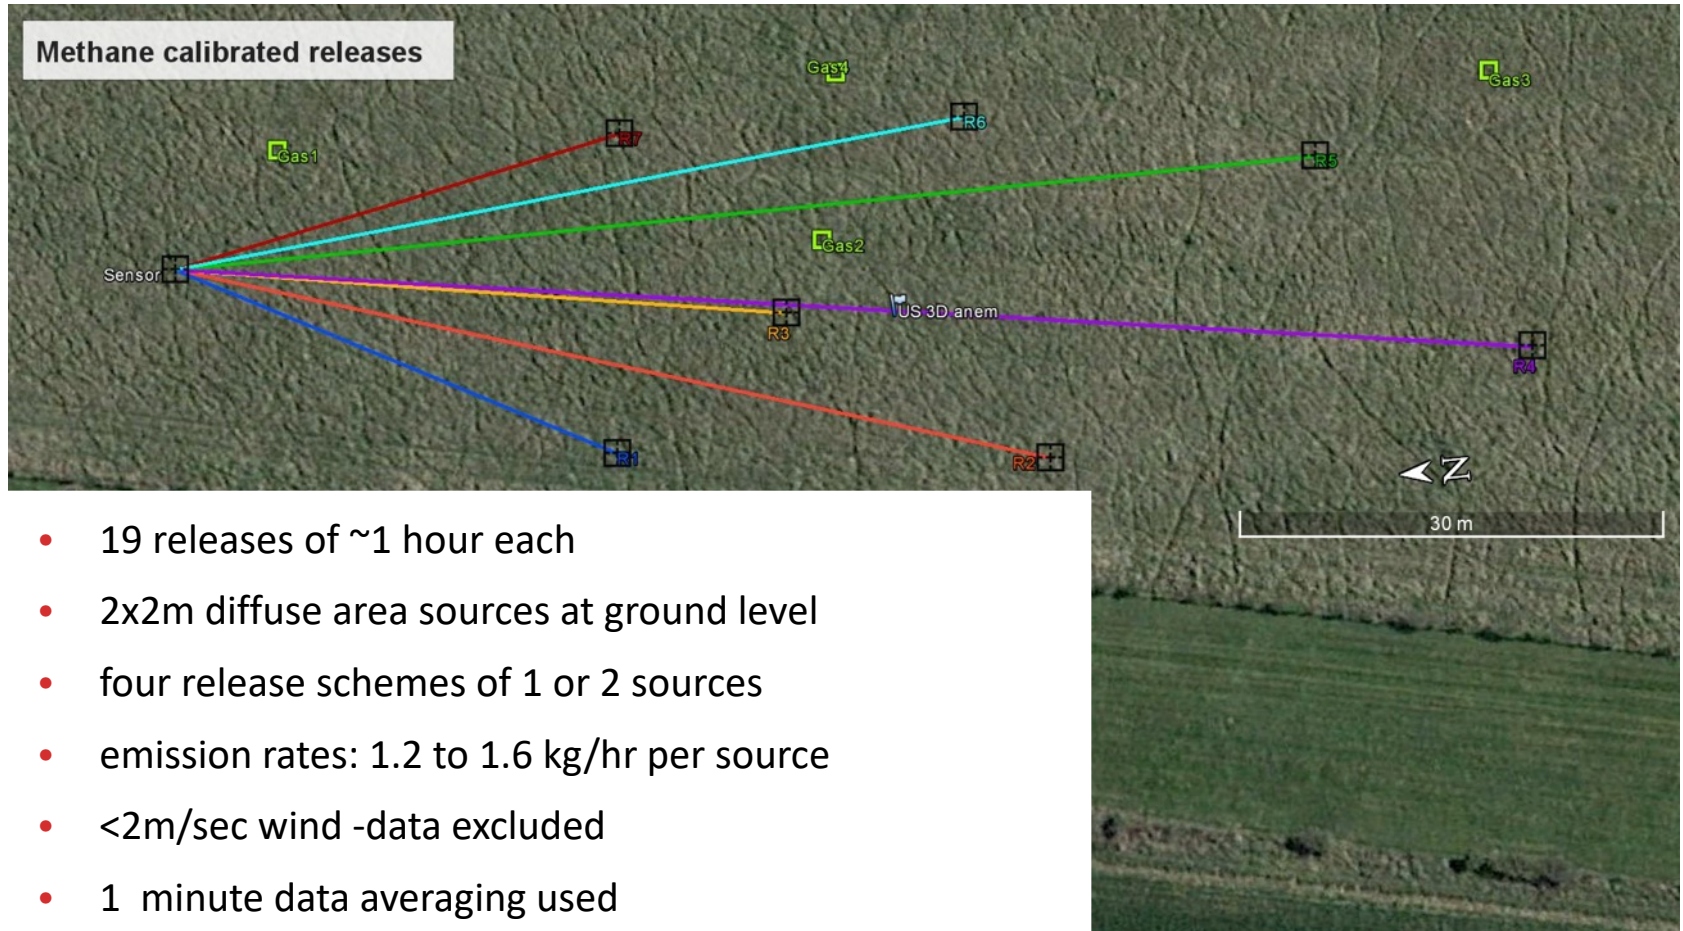 Methane calibrated releases
Gas4
Gas3
R6
R7
Gas1
R5
Gas2
Sensor
US 3D anem
R3
R4
R1
R2
N
30 m
• 19 releases of ~1 hour each
• 2x2m diffuse area sources at ground level
• four release schemes of 1 or 2 sources
• emission rates: 1.2 to 1.6 kg/hr per source
• <2m/sec wind -data excluded
• 1  minute data averaging used